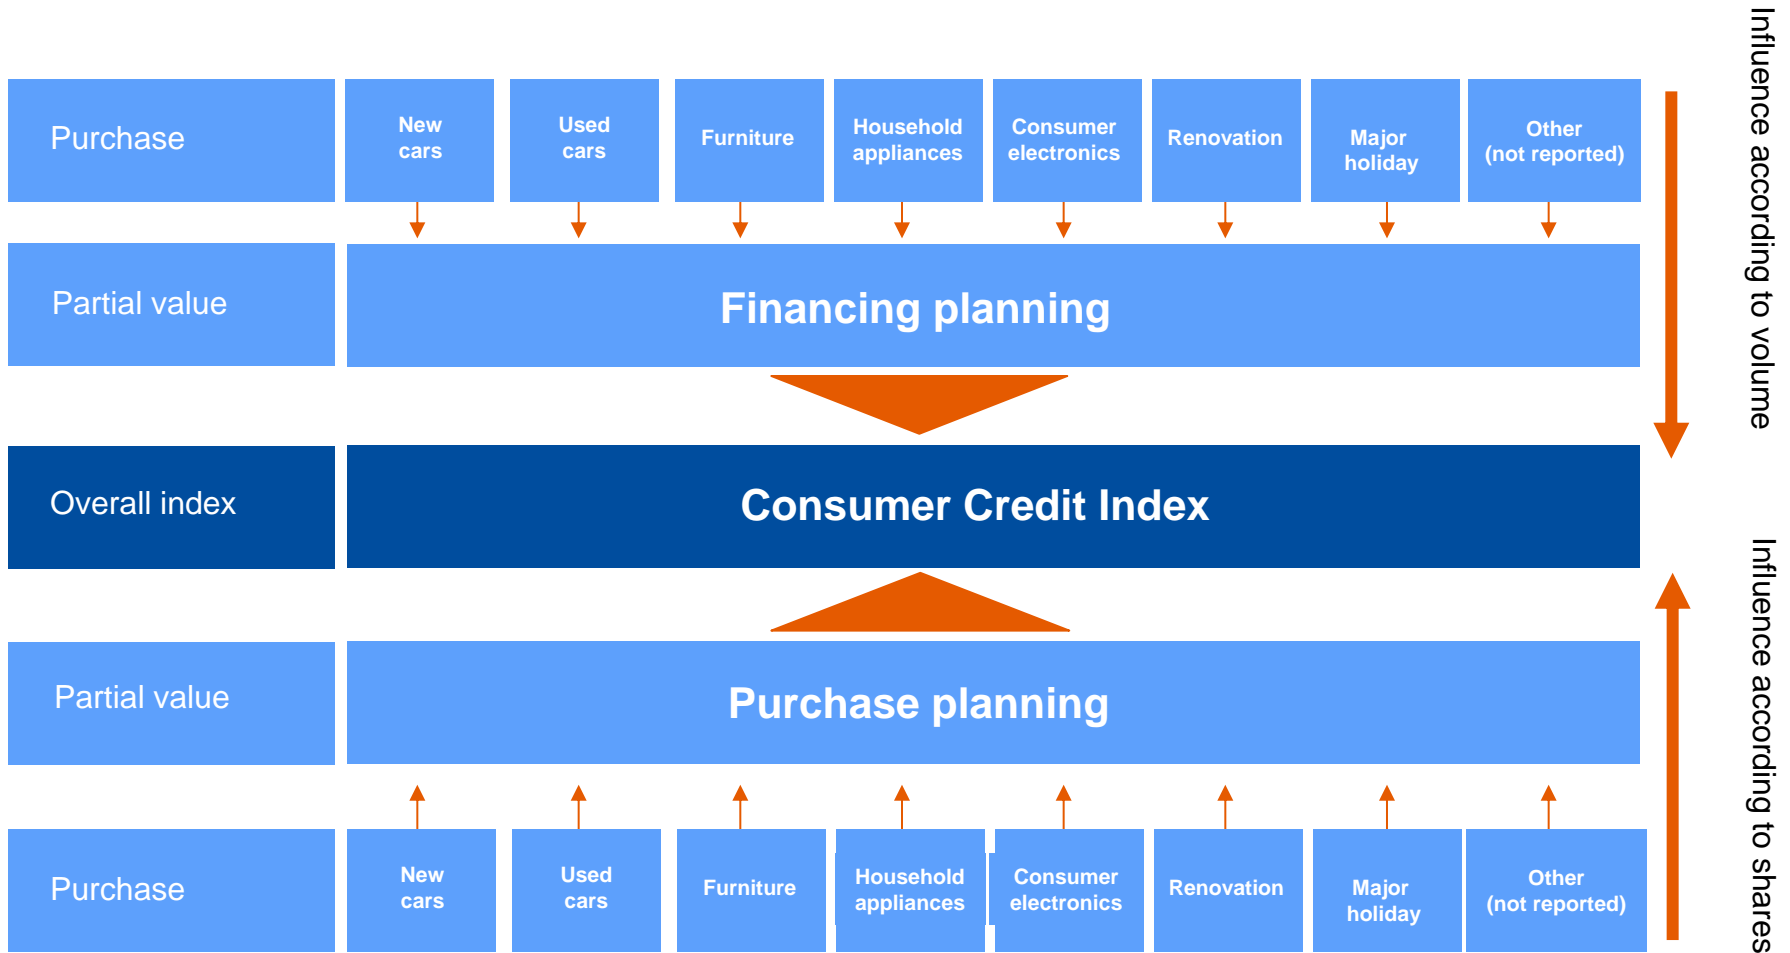 Purchase
New
cars
Used
cars
Furniture
Household
appliances
Consumer
electronics
Renovation
Major
holiday
Other
(not reported)
Influence according to volume
Partial value
Financing planning
Overall index
Consumer Credit Index
Partial value
Purchase planning
Influence according to shares
Purchase
New
cars
Used
cars
Furniture
Household
appliances
Consumer
electronics
Renovation
Major
holiday
Other
(not reported)